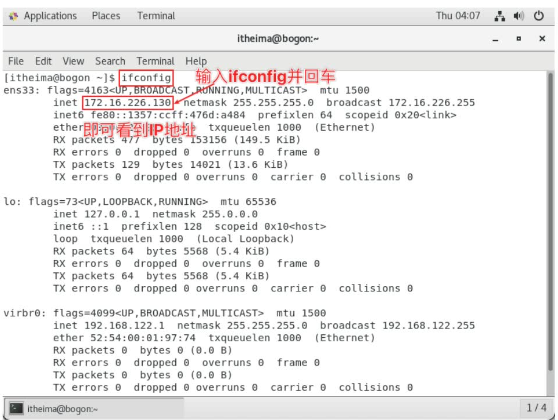 Applications Places Terminal Thu 04:07
itheima@bogon:~
File Edit View Search Terminal Help
[itheima@bogon ~]$ ifconfig 输入ifconfig并回车
ens33: flags=4163<UP,BROADCAST,RUNNING,MULTICAST> mtu 1500
inet 172.16.226.130 netmask 255.255.255.0 broadcast 172.16.226.255
inet6 fe80::1357:ccff:476d:a484 prefixlen 64 scopeid 0x20<link>
ether txqueuelen 1000 (Ethernet)
即可看到IP地址
RX packets 477 bytes 153156 (149.5 KiB)
RX errors 0 dropped 0 overruns 0 frame 0
TX packets 129 bytes 14021 (13.6 KiB)
TX errors 0 dropped 0 overruns 0 carrier 0 collisions 0
lo: flags=73<UP,LOOPBACK,RUNNING> mtu 65536
inet 127.0.0.1 netmask 255.0.0.0
inet6 ::1 prefixlen 128 scopeid 0x10<host>
loop txqueuelen 1000 (Local Loopback)
RX packets 64 bytes 5568 (5.4 KiB)
RX errors 0 dropped 0 overruns 0 frame 0
TX packets 64 bytes 5568 (5.4 KiB)
TX errors 0 dropped 0 overruns 0 carrier 0 collisions 0
virbr0: flags=4099<UP,BROADCAST,MULTICAST> mtu 1500
inet 192.168.122.1 netmask 255.255.255.0 broadcast 192.168.122.255
ether 52:54:00:01:97:74 txqueuelen 1000 (Ethernet)
RX packets 0 bytes 0 (0.0 B)
RX errors 0 dropped 0 overruns 0 frame 0
TX packets 0 bytes 0 (0.0 B)
TX errors 0 dropped 0 overruns 0 carrier 0 collisions 0
itheima@bogon:~ 1 / 4